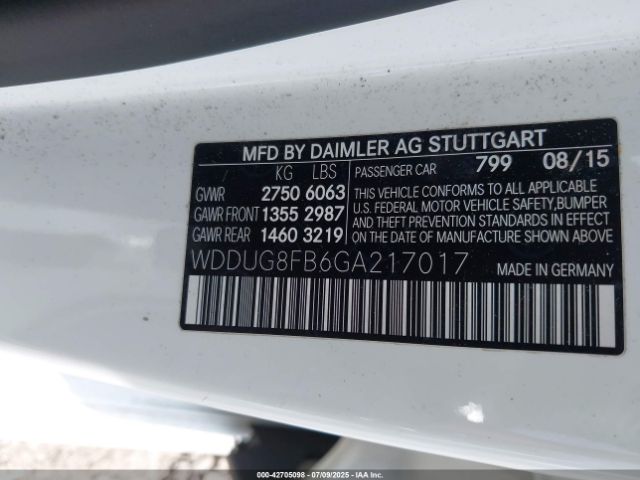 MFD BY DAIMLER AG STUTTGART
KG LBS
PASSENGER CAR 799 08/15
GVWR 2750 6063
GAWR FRONT 1355 2987
GAWR REAR 1460 3219
THIS VEHICLE CONFORMS TO ALL APPLICABLE
U.S. FEDERAL MOTOR VEHICLE SAFETY,BUMPER
AND THEFT PREVENTION STANDARDS IN EFFECT
ON THE DATE OF MANUFACTURE SHOWN ABOVE
WDDUG8FB6GA217017 MADE IN GERMANY
000-42705098 07/09/2025 IAAI.COM